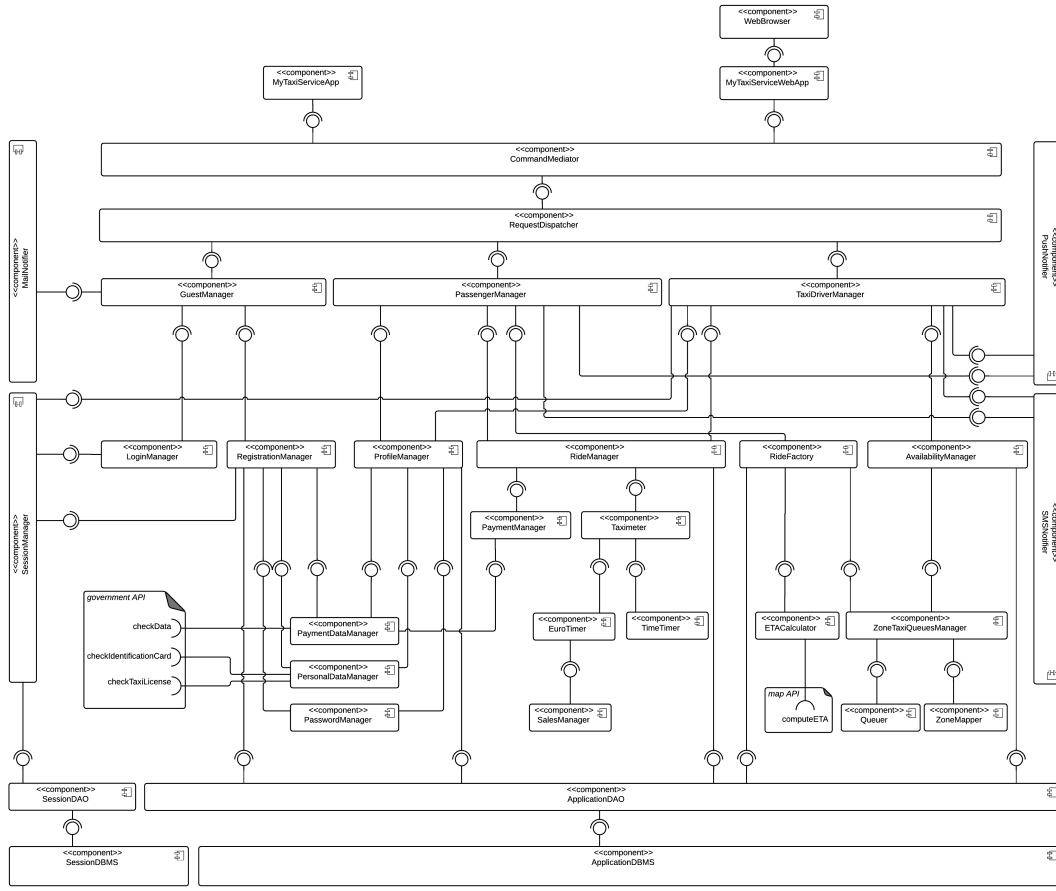 <<component>>
WebBrowser
<<component>>
MyTaxiServiceApp
<<component>>
MyTaxiServiceWebApp
<<component>>
CommandMediator
<<component>>
RequestDispatcher
<<component>>
MailNotifier
<<component>>
PushNotifier
<<component>>
GuestManager
<<component>>
PassengerManager
<<component>>
TaxiDriverManager
<<component>>
SessionManager
<<component>>
SMSNotifier
<<component>>
LoginManager
<<component>>
RegistrationManager
<<component>>
ProfileManager
<<component>>
RideManager
<<component>>
RideFactory
<<component>>
AvailabilityManager
<<component>>
PaymentManager
<<component>>
Taximeter
government API
checkData
checkIdentificationCard
checkTaxiLicense
<<component>>
PaymentDataManager
<<component>>
PersonalDataManager
<<component>>
PasswordManager
<<component>>
EuroTimer
<<component>>
TimeTimer
<<component>>
ETACalculator
<<component>>
ZoneTaxiQueuesManager
<<component>>
SalesManager
map API
computeETA
<<component>>
Queuer
<<component>>
ZoneMapper
<<component>>
SessionDAO
<<component>>
ApplicationDAO
<<component>>
SessionDBMS
<<component>>
ApplicationDBMS